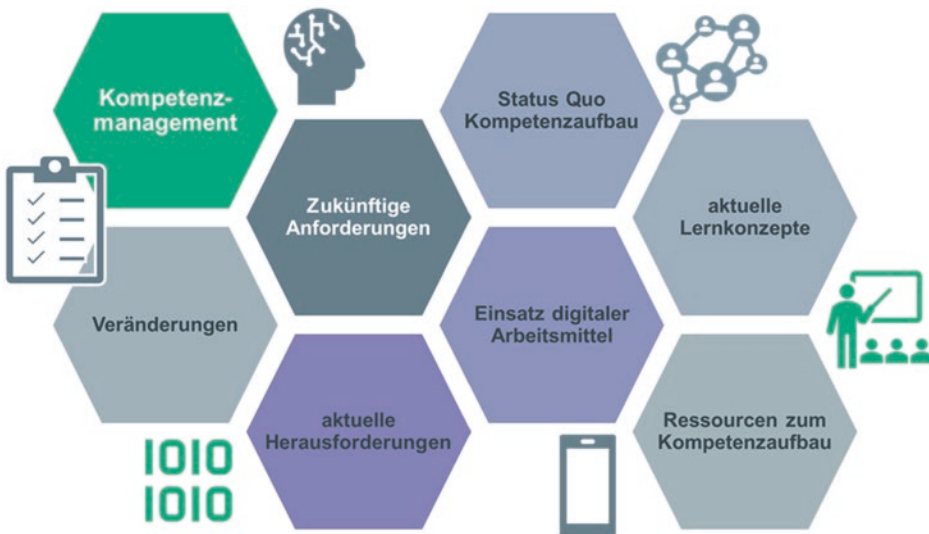 Kompetenz-
management
Status Quo
Kompetenzaufbau
Zukünftige
Anforderungen
aktuelle
Lernkonzepte
Veränderungen
Einsatz digitaler
Arbeitsmittel
aktuelle
Herausforderungen
Ressourcen zum
Kompetenzaufbau
1010
1010